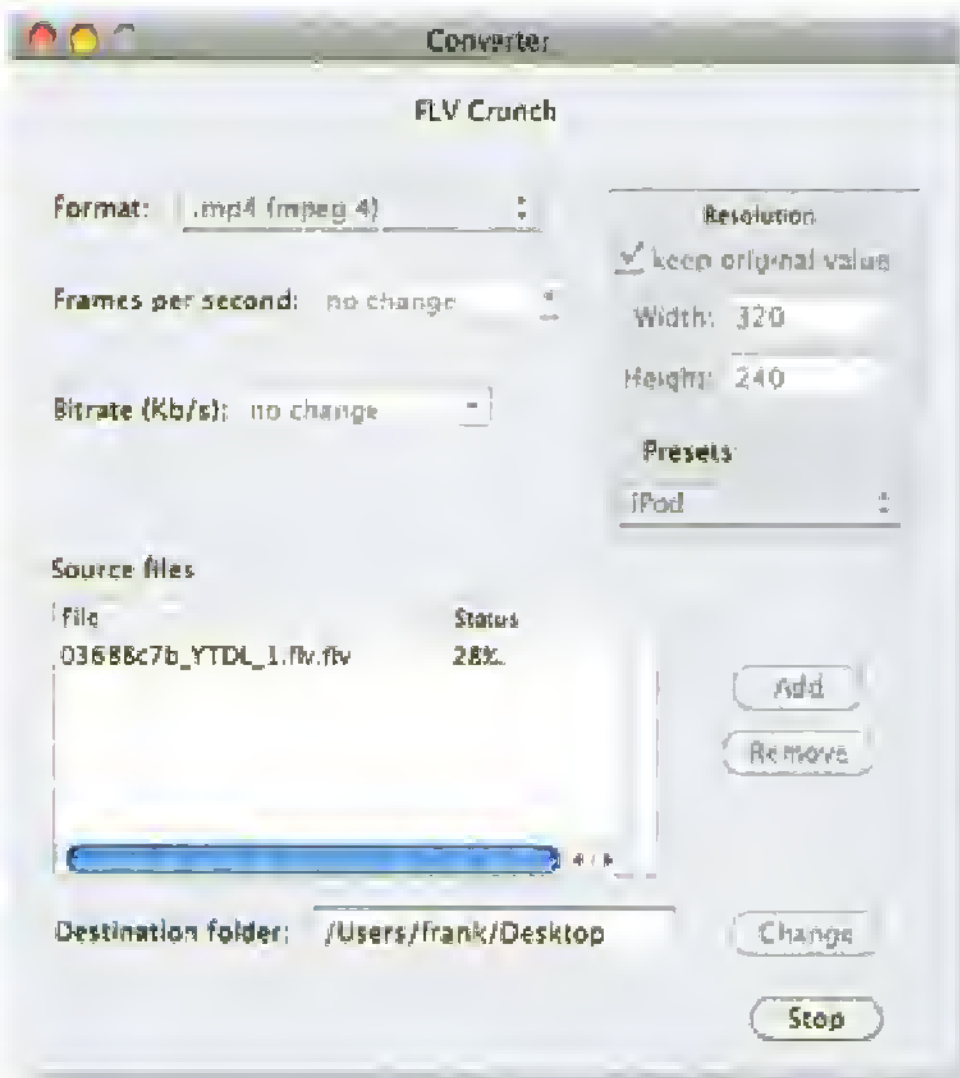 Converter
FLV Crunch
Format: .mp4 (mpeg 4)
Resolution
keep original value
Frames per second: no change
Width: 320
Height: 240
Bitrate (Kb/s): no change
Presets
iPod
Source files
File Status
03688c7b_YTDL_1.flv.flv 28%
Add
Remove
Destination folder: /Users/frank/Desktop
Change
Stop